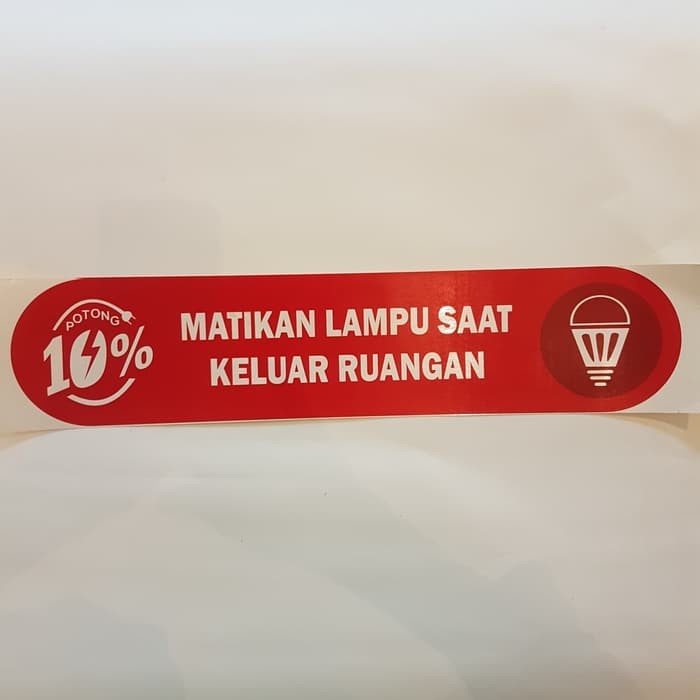 POTONG
10%
MATIKAN LAMPU SAAT
KELUAR RUANGAN